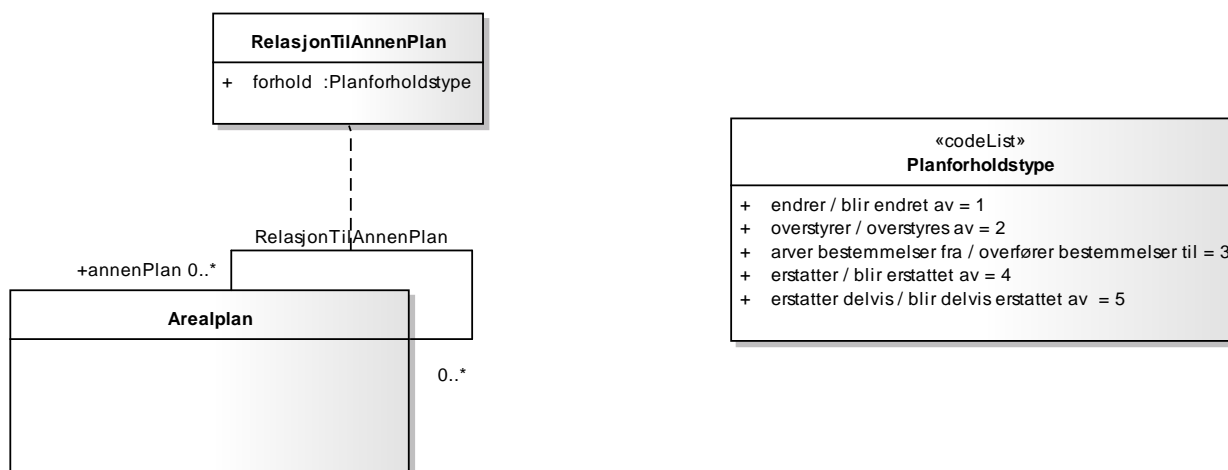 RelasjonTilAnnenPlan
+ forhold :Planforholdstype
RelasjonTilAnnenPlan
+annenPlan 0..*
Arealplan
0..*
«codeList»
Planforholdstype
+ endrer / blir endret av = 1
+ overstyrer / overstyres av = 2
+ arver bestemmelser fra / overfører bestemmelser til = 3
+ erstatter / blir erstattet av = 4
+ erstatter delvis / blir delvis erstattet av = 5